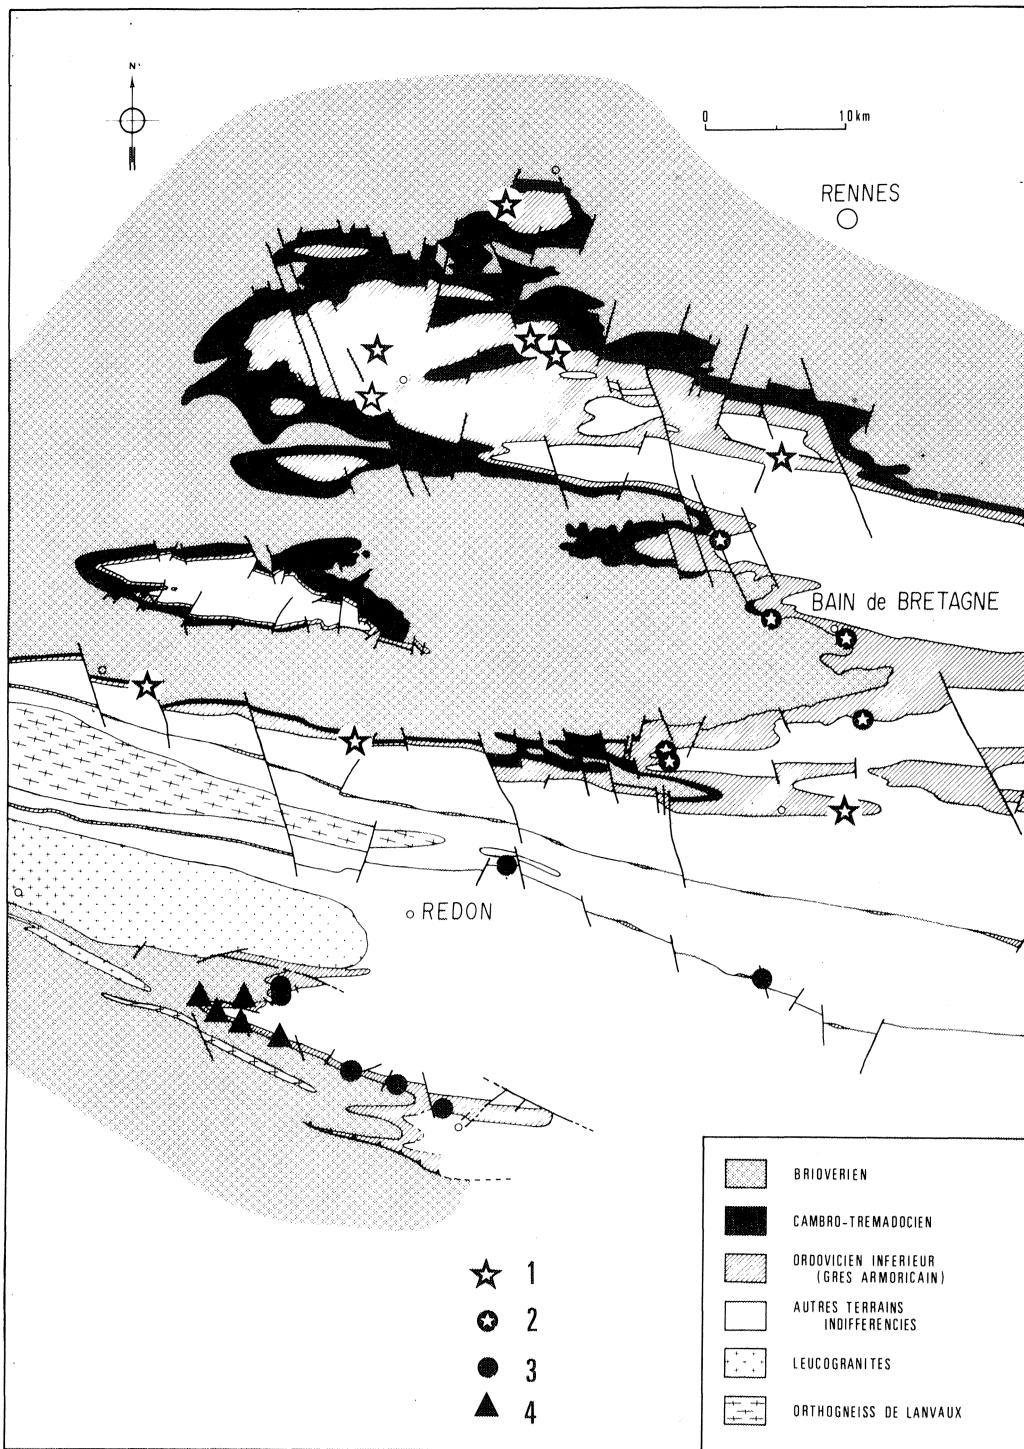 N
0 10km
RENNES
BAIN de BRETAGNE
REDON
1
2
3
4
BRIOVERIEN
CAMBRO-TREMADOCIEN
ORDOVICIEN INFERIEUR
(GRES ARMORICAIN)
AUTRES TERRAINS
INDIFFERENCIES
LEUCOGRANITES
ORTHOGNEISS DE LANVAUX